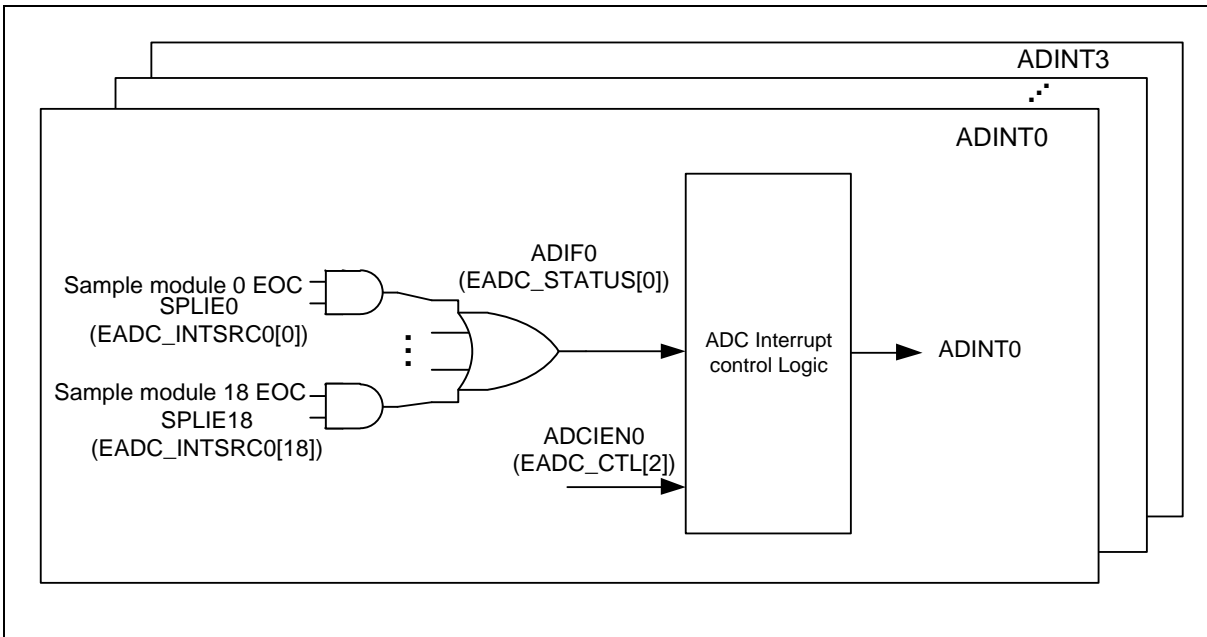 ADINT3
ADINT0
ADIF0
(EADC_STATUS[0])
Sample module 0 EOC
SPLIE0
(EADC_INTSRC0[0])
ADC Interrupt
control Logic
ADINT0
Sample module 18 EOC
SPLIE18
(EADC_INTSRC0[18])
ADCIEN0
(EADC_CTL[2])